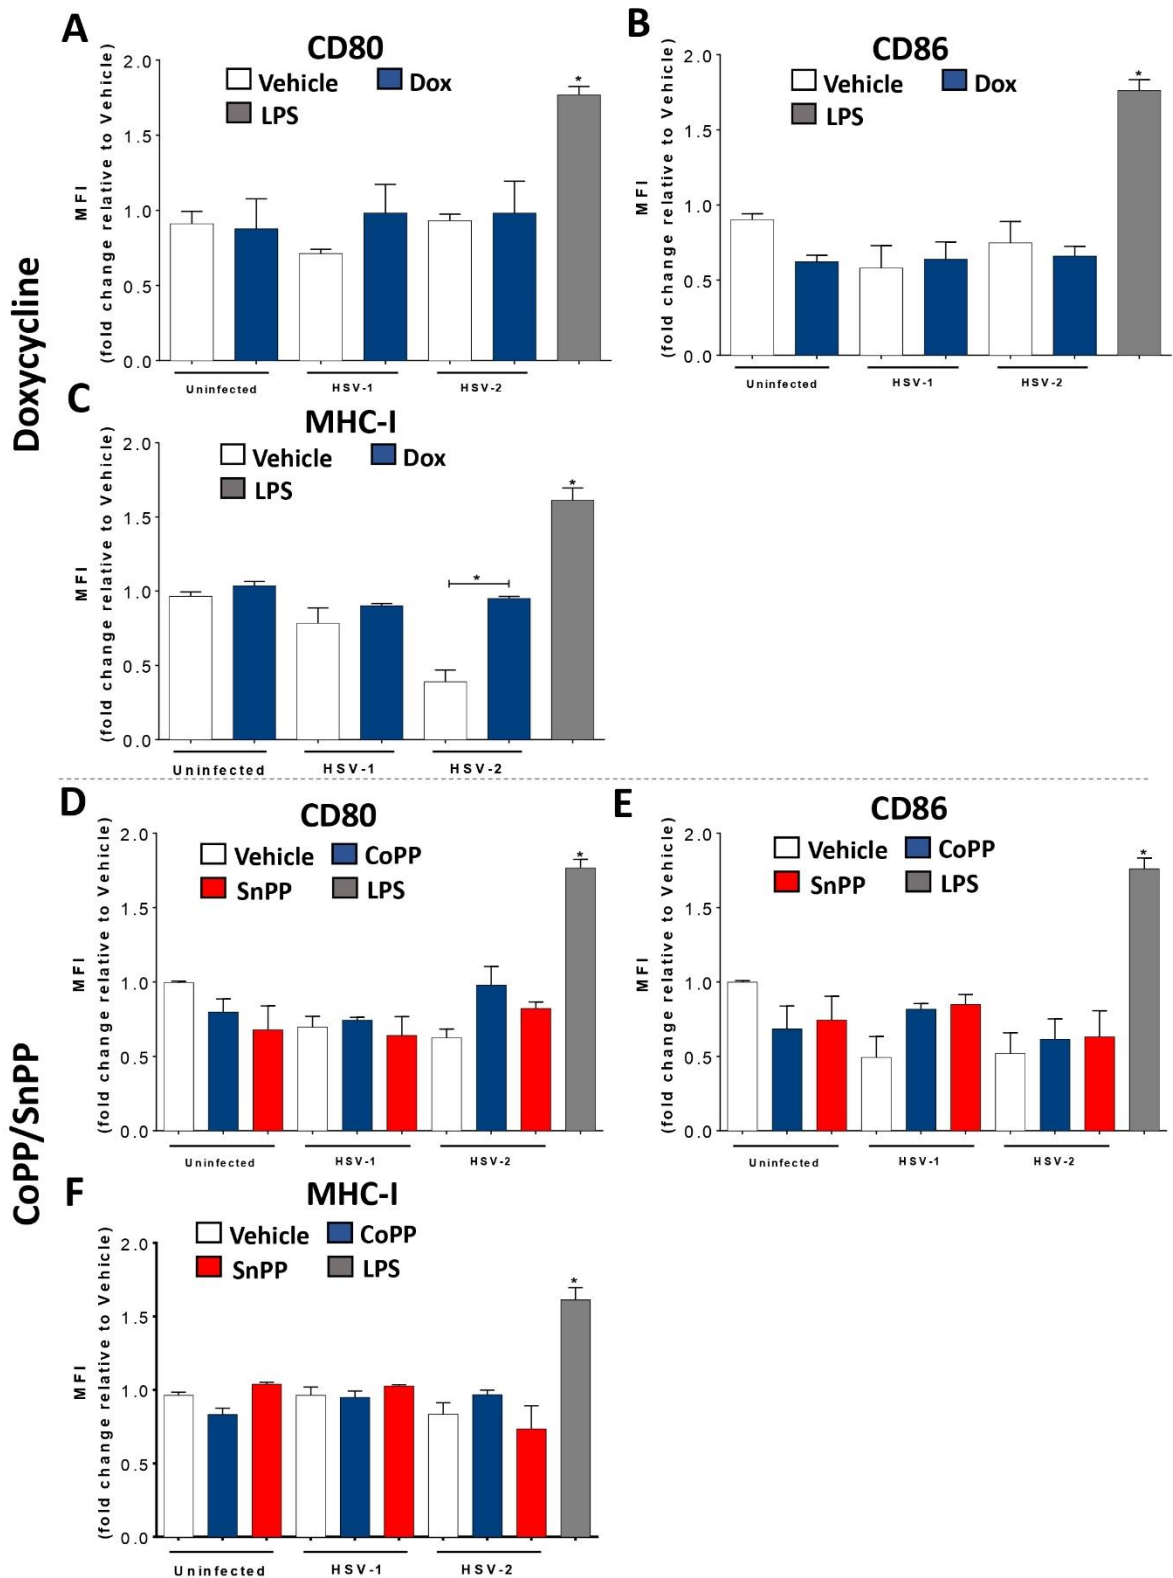 Doxycycline
A
CD80
Vehicle
Dox
LPS
MFI
(fold change relative to Vehicle)
2.0
1.5
1.0
0.5
0.0
*
Uninfected
HSV-1
HSV-2
B
CD86
Vehicle
Dox
LPS
MFI
(fold change relative to Vehicle)
2.0
1.5
1.0
0.5
0.0
*
Uninfected
HSV-1
HSV-2
C
MHC-I
Vehicle
Dox
LPS
MFI
(fold change relative to Vehicle)
2.0
1.5
1.0
0.5
0.0
*
*
Uninfected
HSV-1
HSV-2
CoPP/SnPP
D
CD80
Vehicle
CoPP
SnPP
LPS
MFI
(fold change relative to Vehicle)
2.0
1.5
1.0
0.5
0.0
*
Uninfected
HSV-1
HSV-2
E
CD86
Vehicle
CoPP
SnPP
LPS
MFI
(fold change relative to Vehicle)
2.0
1.5
1.0
0.5
0.0
*
Uninfected
HSV-1
HSV-2
F
MHC-I
Vehicle
CoPP
SnPP
LPS
MFI
(fold change relative to Vehicle)
2.0
1.5
1.0
0.5
0.0
*
Uninfected
HSV-1
HSV-2